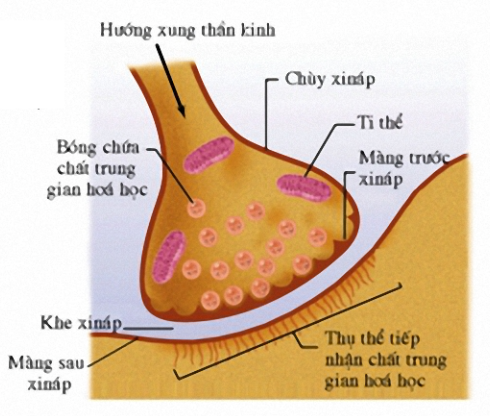 Hướng xung thần kinh
Chùy xináp
Ti thể
Bóng chứa
chất trung
gian hoá học
Màng trước
xináp
Khe xináp
Màng sau
xináp
Thụ thể tiếp
nhận chất trung
gian hoá học